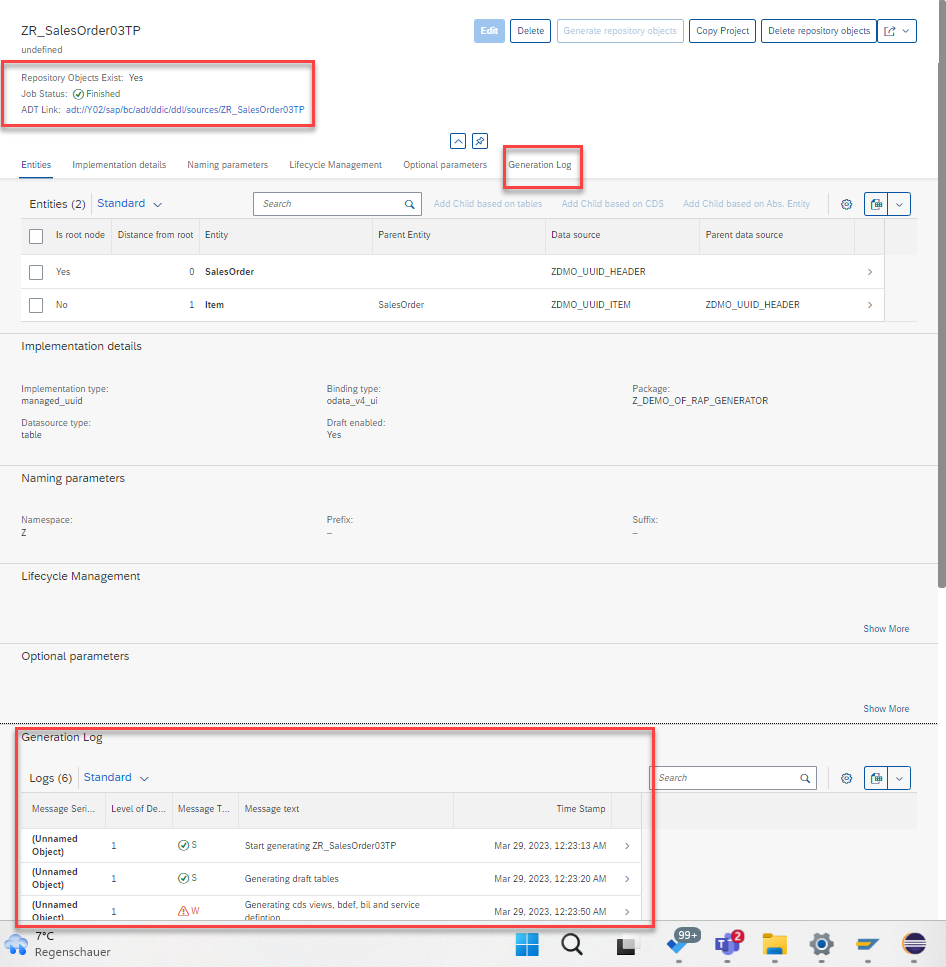 ZR_SalesOrder03TP
undefined
Edit
Delete
Generate repository objects
Copy Project
Delete repository objects
Repository Objects Exist: Yes
Job Status: Finished
ADT Link: adt://Y02/sap/bc/adt/ddic/ddl/sources/ZR_SalesOrder03TP
Entities Implementation details Naming parameters Lifecycle Management Optional parameters Generation Log
Entities (2) Standard Search Add Child based on tables Add Child based on CDS Add Child based on Abs. Entity
Is root node Distance from root Entity Parent Entity Data source Parent data source
Yes 0 SalesOrder ZDMO_UUID_HEADER
No 1 Item SalesOrder ZDMO_UUID_ITEM ZDMO_UUID_HEADER
Implementation details
Implementation type: Binding type: Package:
managed_uuid odata_v4_ui Z_DEMO_OF_RAP_GENERATOR
Datasource type: Draft enabled:
table Yes
Naming parameters
Namespace: Prefix: Suffix:
Z – –
Lifecycle Management
Show More
Optional parameters
Show More
Generation Log
Logs (6) Standard Search
Message Seri... Level of De... Message T... Message text Time Stamp
(Unnamed
Object) 1 S Start generating ZR_SalesOrder03TP Mar 29, 2023, 12:23:13 AM
(Unnamed
Object) 1 S Generating draft tables Mar 29, 2023, 12:23:20 AM
(Unnamed
Object) 1 W Generating cds views, bdef, bil and service
defintion Mar 29, 2023, 12:23:50 AM
7°C
Regenschauer
99+
2